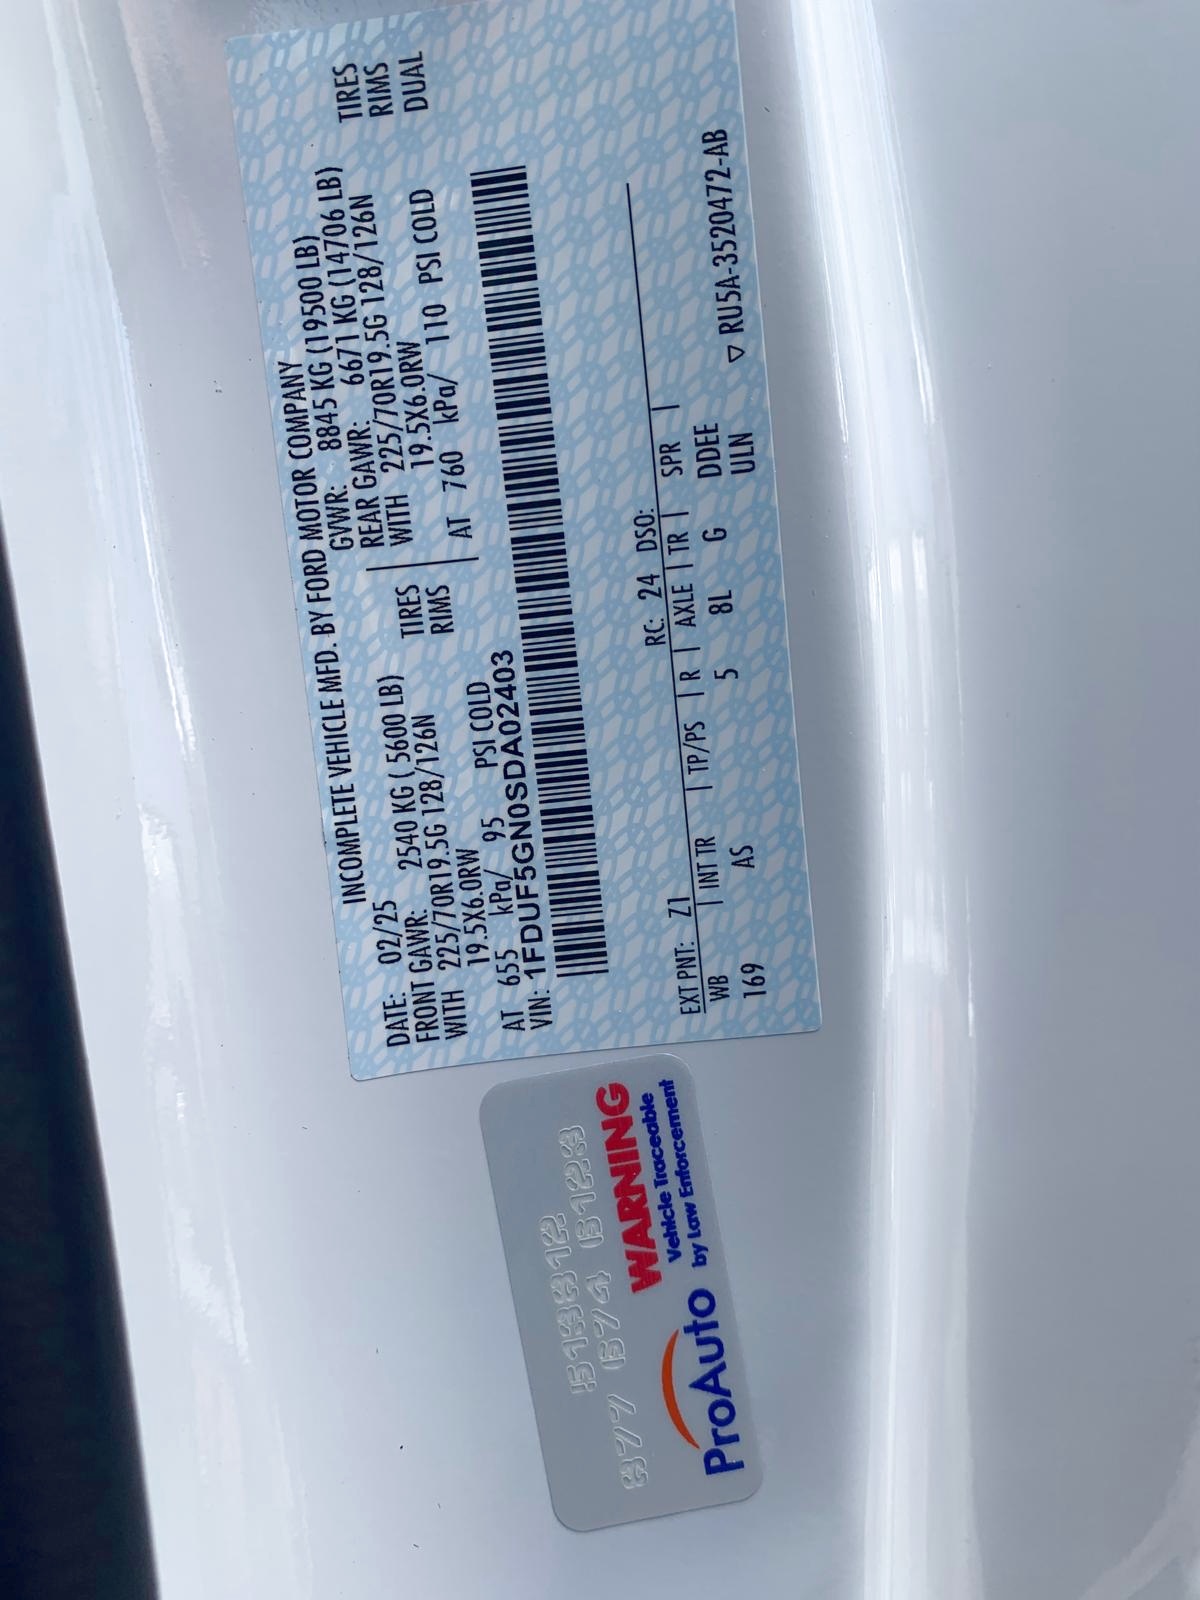 INCOMPLETE VEHICLE MFD. BY FORD MOTOR COMPANY
DATE: 02/25 GVWR: 8845 KG (19500 LB)
FRONT GAWR: 2540 KG ( 5600 LB) REAR GAWR: 6671 KG (14706 LB)
WITH 225/70R19.5G 128/126N TIRES WITH 225/70R19.5G 128/126N TIRES
19.5X6.0RW RIMS 19.5X6.0RW RIMS
AT 655 kPa/ 95 PSI COLD AT 760 kPa/ 110 PSI COLD DUAL
VIN: 1FDUF5GN0SDA02403
EXT PNT: Z1 RC: 24 DSO:
WB | INT TR | TP/PS | R | AXLE | TR | SPR |
169 AS 5 8L G DDEE
ULN
▽ RU5A-3520472-AB
513812
877 674 6123
WARNING
Vehicle Traceable
by Law Enforcement
ProAuto